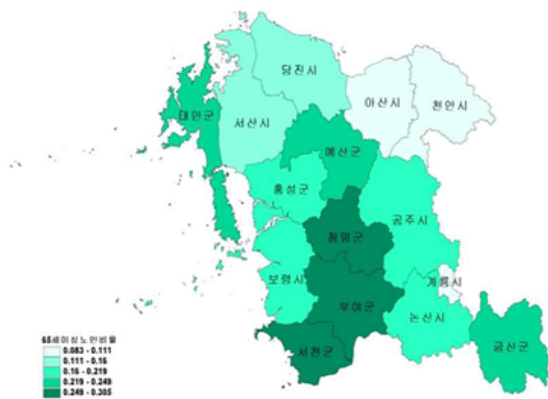 당진시
아산시
천안시
태안군
서산시
예산군
홍성군
공주시
청양군
계룡시
보령시
부여군
논산시
금산군
서천군
65세이상노인비율
0.083 - 0.111
0.111 - 0.16
0.16 - 0.219
0.219 - 0.249
0.249 - 0.305